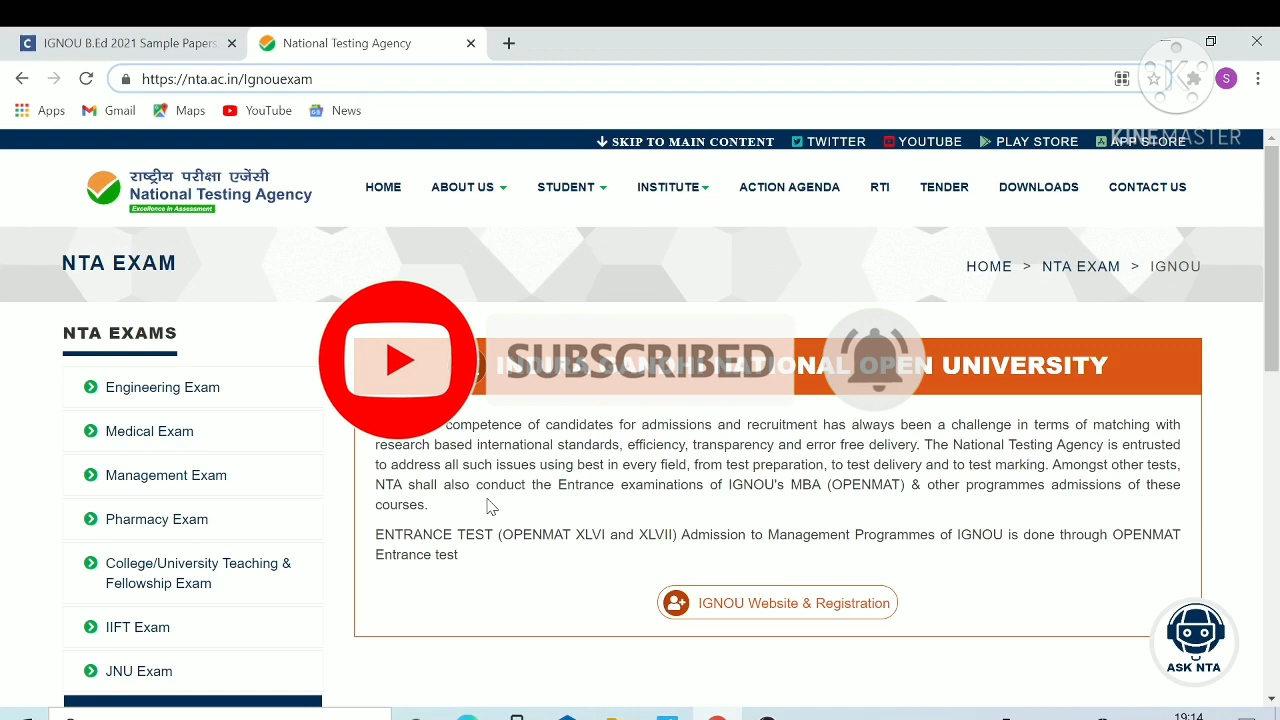 IGNOU B.Ed 2021 Sample Papers
National Testing Agency
https://nta.ac.in/Ignouexam
S
Apps
Gmail
Maps
YouTube
News
KINEMASTER
SKIP TO MAIN CONTENT
TWITTER
YOUTUBE
PLAY STORE
APP STORE
राष्ट्रीय परीक्षा एजेंसी
National Testing Agency
Excellence in Assessment
HOME
ABOUT US
STUDENT
INSTITUTE
ACTION AGENDA
RTI
TENDER
DOWNLOADS
CONTACT US
NTA EXAM
HOME > NTA EXAM > IGNOU
NTA EXAMS
Engineering Exam
Medical Exam
Management Exam
Pharmacy Exam
College/University Teaching &
Fellowship Exam
IIFT Exam
JNU Exam
SUBSCRIBED
INDIRA GANDHI NATIONAL OPEN UNIVERSITY
competence of candidates for admissions and recruitment has always been a challenge in terms of matching with
research based international standards, efficiency, transparency and error free delivery. The National Testing Agency is entrusted
to address all such issues using best in every field, from test preparation, to test delivery and to test marking. Amongst other tests,
NTA shall also conduct the Entrance examinations of IGNOU's MBA (OPENMAT) & other programmes admissions of these
courses.
ENTRANCE TEST (OPENMAT XLVI and XLVII) Admission to Management Programmes of IGNOU is done through OPENMAT
Entrance test
IGNOU Website & Registration
ASK NTA
19:14